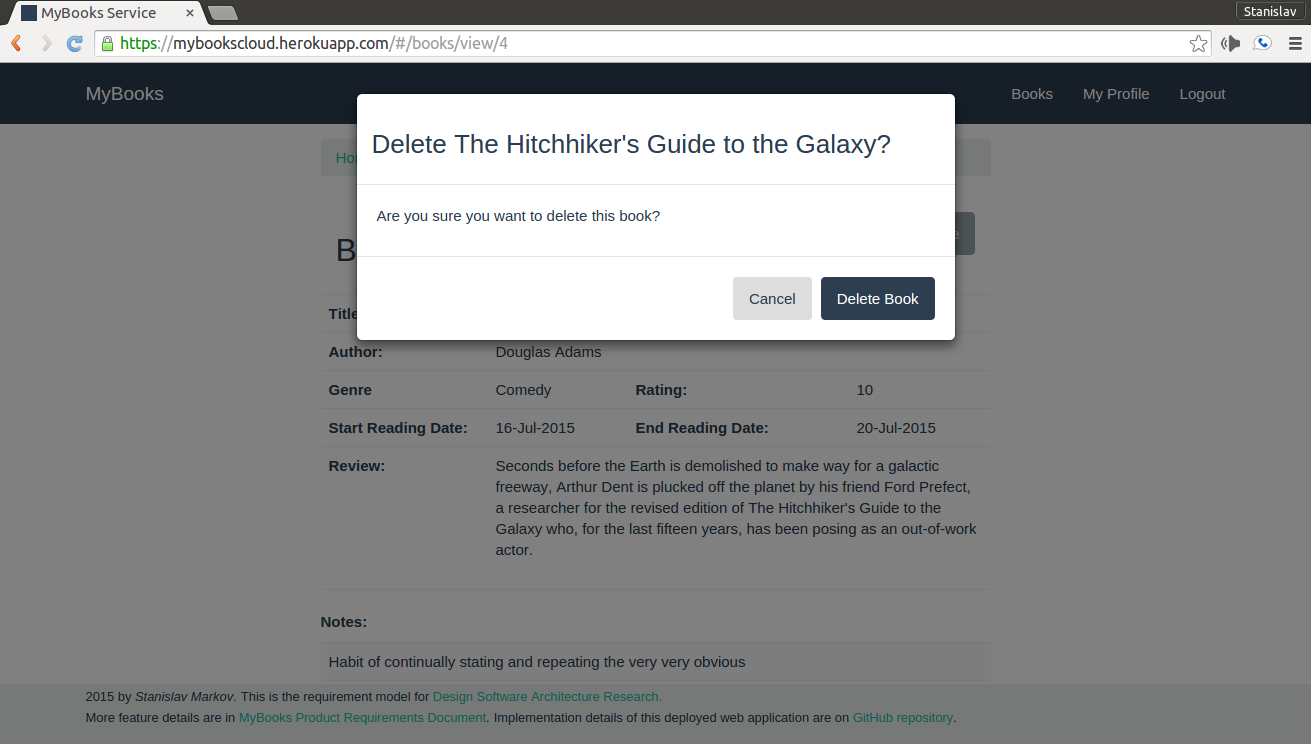 MyBooks Service
Stanislav
https://mybookscloud.herokuapp.com/#/books/view/4
MyBooks
Books My Profile Logout
Delete The Hitchhiker's Guide to the Galaxy?
Are you sure you want to delete this book?
Cancel Delete Book
Author: Douglas Adams
Genre Comedy Rating: 10
Start Reading Date: 16-Jul-2015 End Reading Date: 20-Jul-2015
Review: Seconds before the Earth is demolished to make way for a galactic
freeway, Arthur Dent is plucked off the planet by his friend Ford Prefect,
a researcher for the revised edition of The Hitchhiker's Guide to the
Galaxy who, for the last fifteen years, has been posing as an out-of-work
actor.
Notes:
Habit of continually stating and repeating the very very obvious
2015 by Stanislav Markov. This is the requirement model for Design Software Architecture Research.
More feature details are in MyBooks Product Requirements Document. Implementation details of this deployed web application are on GitHub repository.